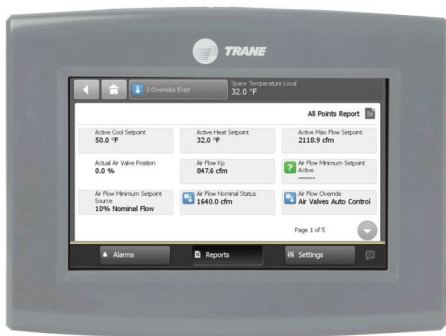 TRANE
3 Overrides Exist
Space Temperature Local
32.0 °F
All Points Report
Active Cool Setpoint
50.0 °F
Active Heat Setpoint
32.0 °F
Active Max Flow Setpoint
2118.9 cfm
Actual Air Valve Position
0.0 %
Air Flow Kp
847.6 cfm
? Air Flow Minimum Setpoint
Active
------
Air Flow Minimum Setpoint
Source
10% Nominal Flow
Air Flow Nominal Status
1640.0 cfm
Air Flow Override
Air Valves Auto Control
Page 1 of 5
Alarms
Reports
Settings